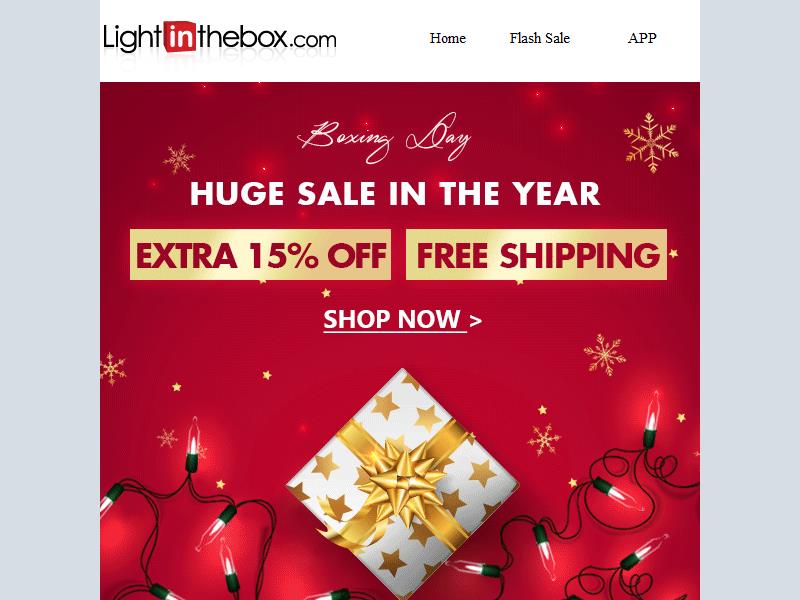 Lightinthebox.com
Home Flash Sale APP
Boxing Day
HUGE SALE IN THE YEAR
EXTRA 15% OFF FREE SHIPPING
SHOP NOW >